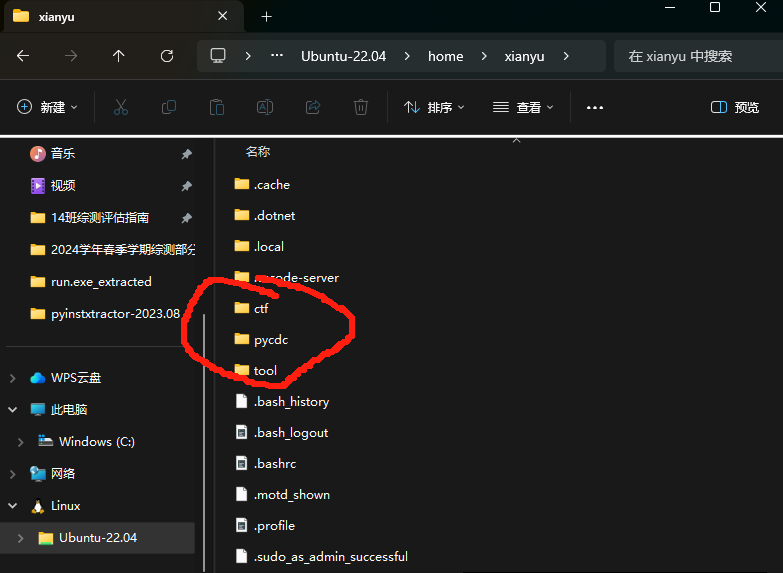 xianyu
Ubuntu-22.04
home
xianyu
在 xianyu 中搜索
新建
排序
查看
预览
音乐
视频
14班综测评估指南
2024学年春季学期综测部分
run.exe_extracted
pyinstxtractor-2023.08
WPS云盘
此电脑
Windows (C:)
网络
Linux
Ubuntu-22.04
名称
.cache
.dotnet
.local
.vscode-server
ctf
pycdc
tool
.bash_history
.bash_logout
.bashrc
.motd_shown
.profile
.sudo_as_admin_successful